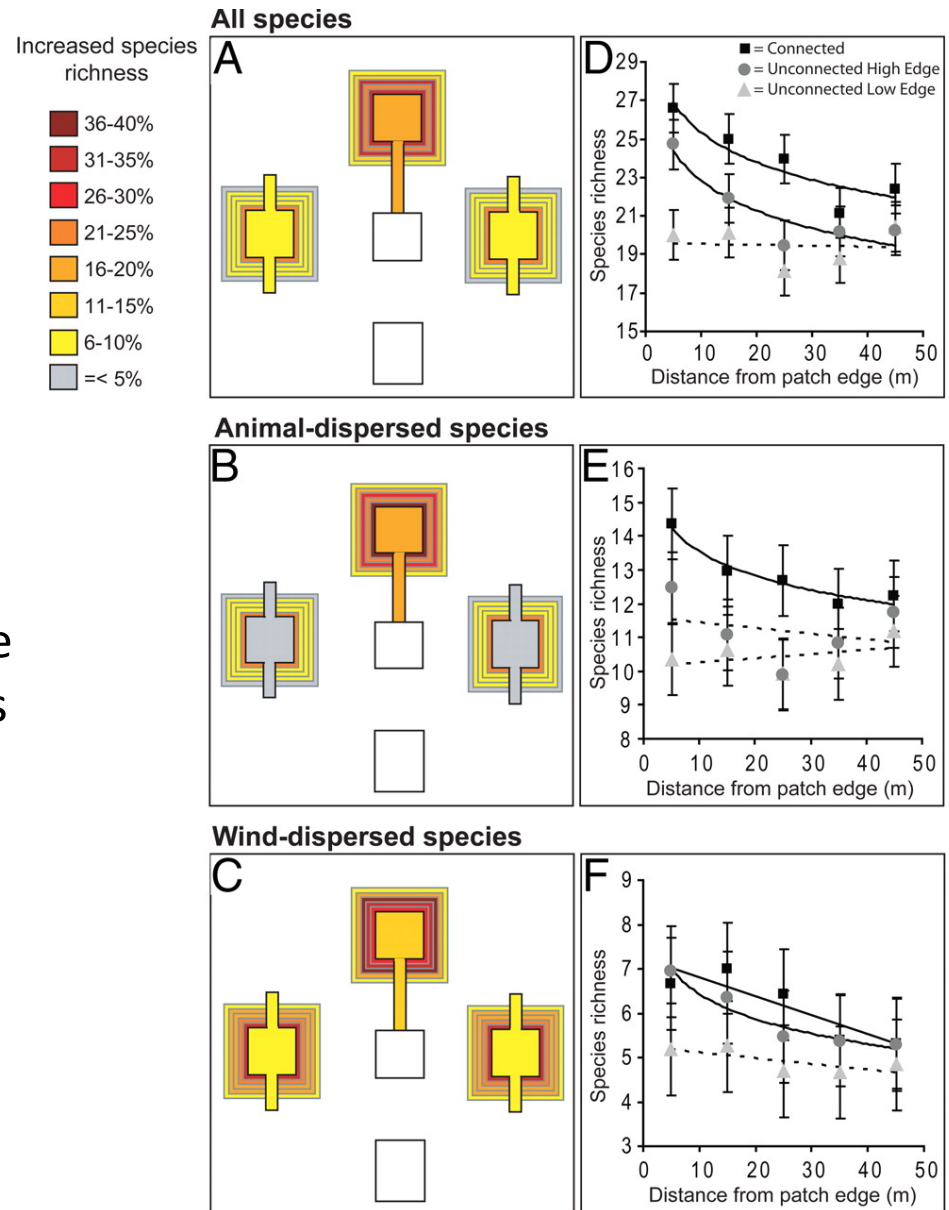 All species
Increased species
richness
36-40%
31-35%
26-30%
21-25%
16-20%
11-15%
6-10%
=< 5%
A
D
= Connected
= Unconnected High Edge
= Unconnected Low Edge
29
27
25
23
21
19
17
15
Species richness
0 10 20 30 40 50
Distance from patch edge (m)
Animal-dispersed species
B
E
16
15
14
13
12
11
10
9
8
Species richness
0 10 20 30 40 50
Distance from patch edge (m)
e
s
Wind-dispersed species
C
F
9
8
7
6
5
4
3
Species richness
0 10 20 30 40 50
Distance from patch edge (m)